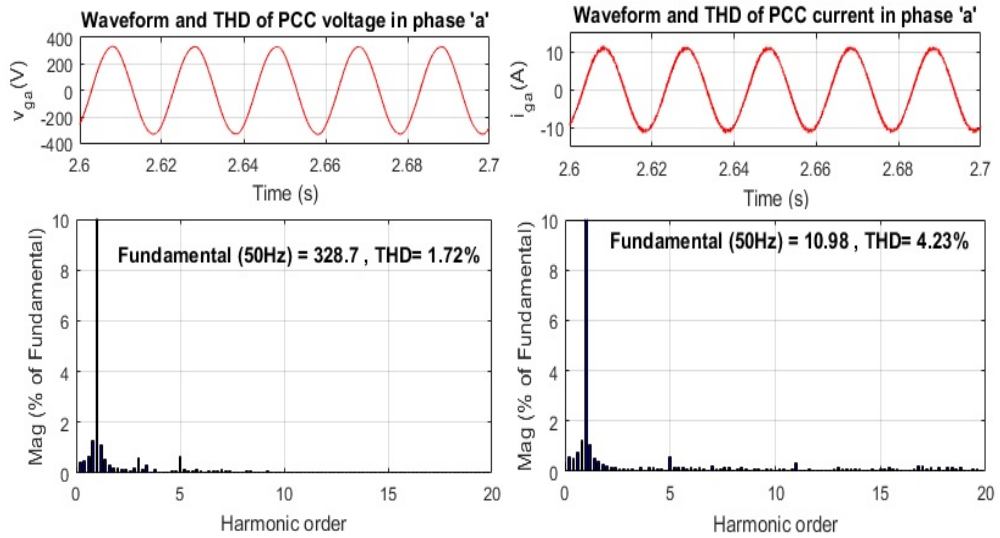 Waveform and THD of PCC voltage in phase 'a'
400
200
0
-200
-400
v_ga(V)
2.6 2.62 2.64 2.66 2.68 2.7
Time (s)
Waveform and THD of PCC current in phase 'a'
10
0
-10
i_ga(A)
2.6 2.62 2.64 2.66 2.68 2.7
Time (s)
10
8
6
4
2
0
Mag (% of Fundamental)
Fundamental (50Hz) = 328.7 , THD= 1.72%
0 5 10 15 20
Harmonic order
10
8
6
4
2
0
Mag (% of Fundamental)
Fundamental (50Hz) = 10.98 , THD= 4.23%
0 5 10 15 20
Harmonic order